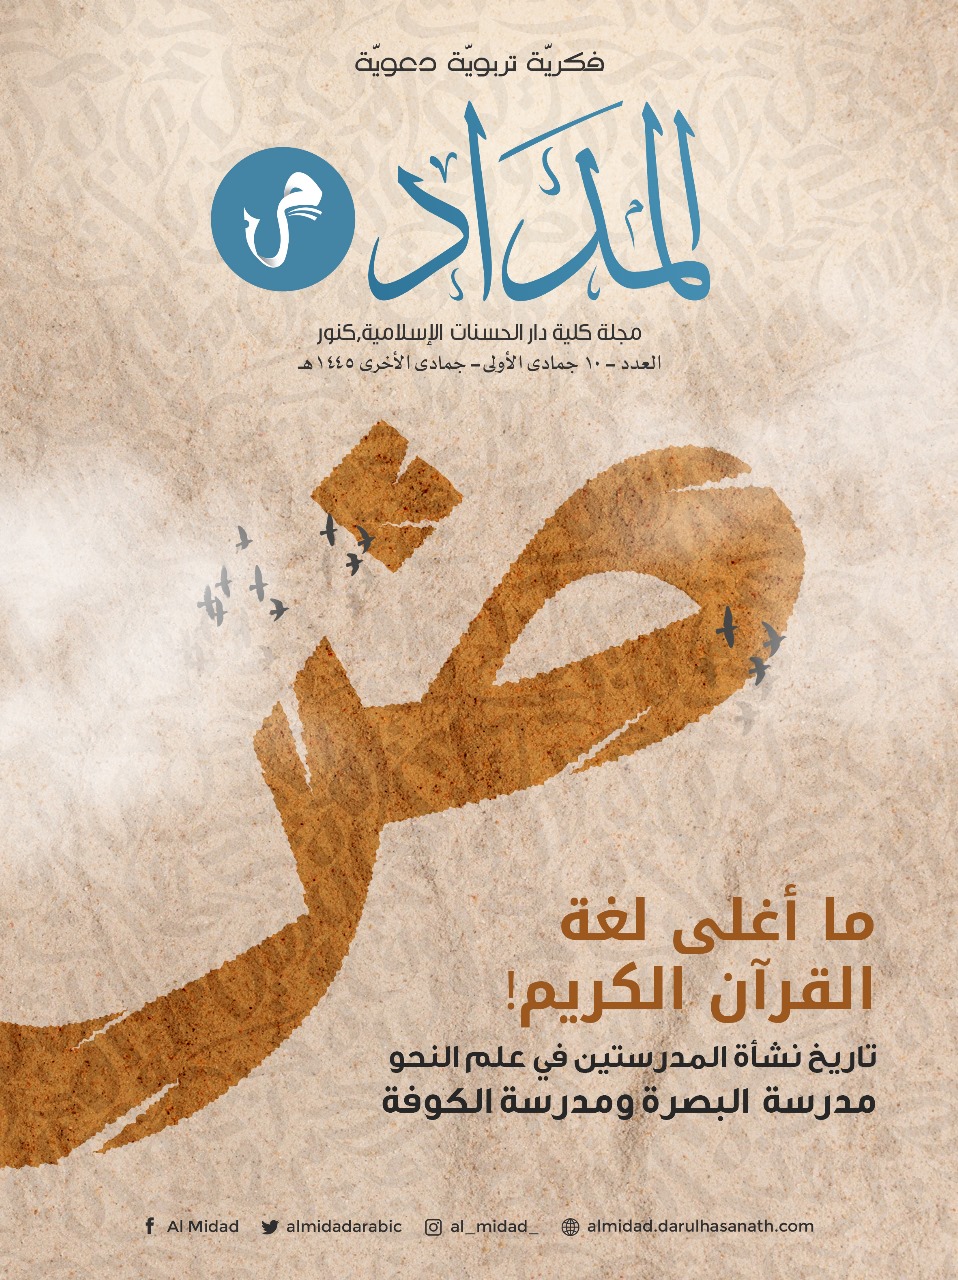 فكريّة تربويّة دعويّة
المداد
مجلة كلية دار الحسنات الإسلامية,كنور
العدد – ١٠ جمادى الأولى – جمادى الأخرى ١٤٤٥هـ
ض
ما أغلى لغة
القرآن الكريم!
تاريخ نشأة المدرستين في علم النحو
مدرسة البصرة ومدرسة الكوفة
Al Midad almidadarabic al_midad_ almidad.darulhasanath.com